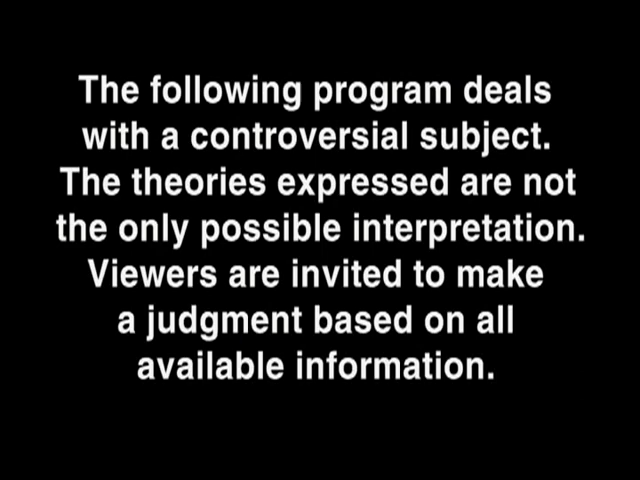 The following program deals
with a controversial subject.
The theories expressed are not
the only possible interpretation.
Viewers are invited to make
a judgment based on all
available information.